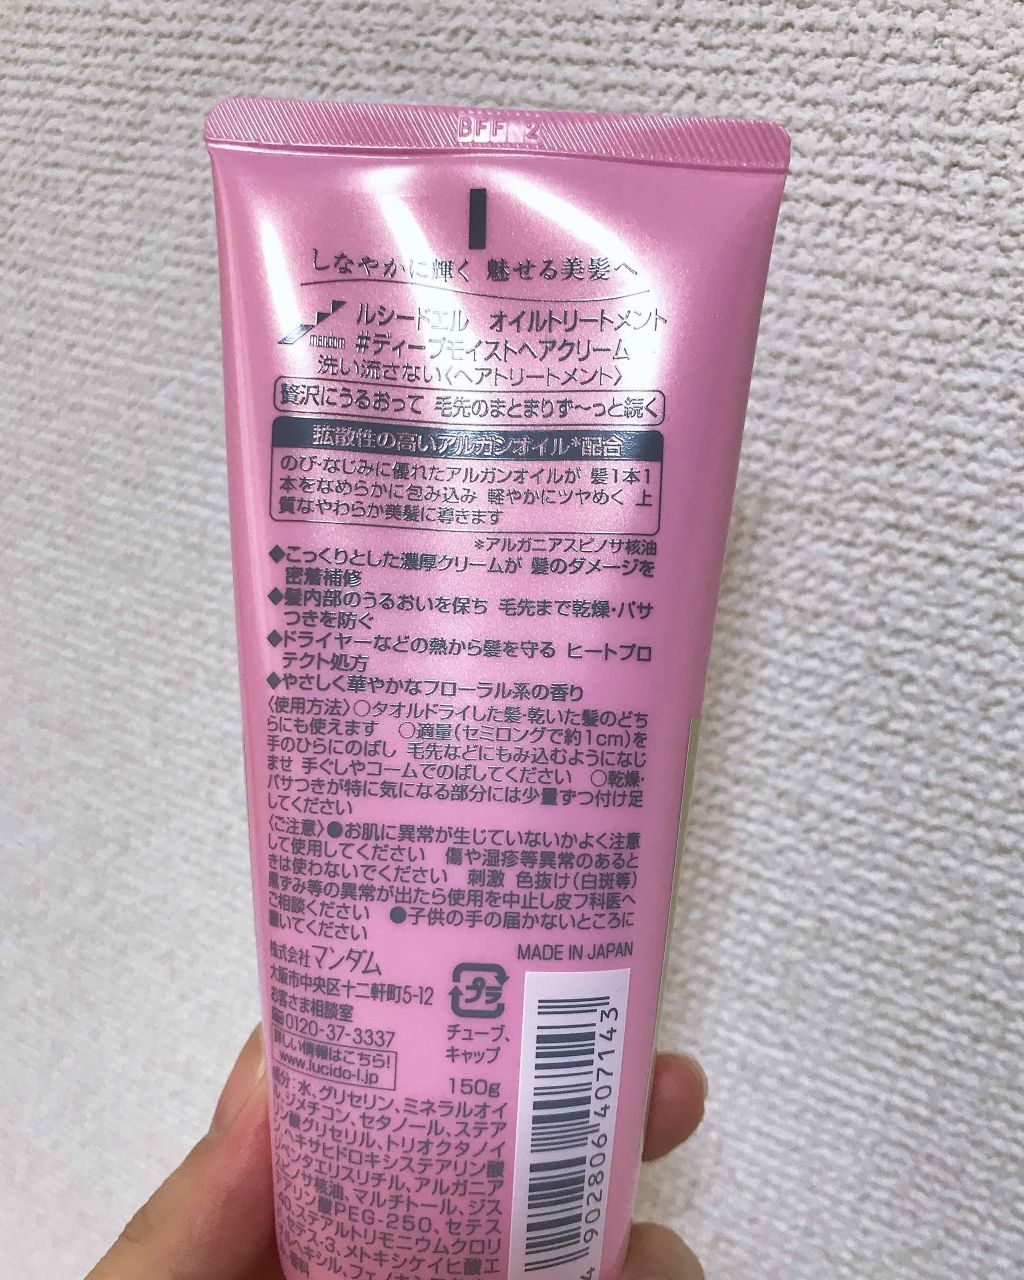 BFF 2
しなやかに輝く 魅せる美髪へ
mandom
ルシードエル オイルトリートメント
#ディープモイストヘアクリーム
洗い流さない〈ヘアトリートメント〉
贅沢にうるおって 毛先のまとまりず〜っと続く
拡散性の高いアルガンオイル*配合
のび・なじみに優れたアルガンオイルが 髪1本1
本をなめらかに包み込み 軽やかにツヤめく 上
質なやわらか美髪に導きます
*アルガニアスピノサ核油
◆こっくりとした濃厚クリームが 髪のダメージを
密着補修
◆髪内部のうるおいを保ち 毛先まで乾燥・パサ
つきを防ぐ
◆ドライヤーなどの熱から髪を守る ヒートプロ
テクト処方
◆やさしく華やかなフローラル系の香り
〈使用方法〉○タオルドライした髪・乾いた髪のどち
らにも使えます ○適量(セミロングで約1cm)を
手のひらにのばし 毛先などにもみ込むようになじ
ませ 手ぐしやコームでのばしてください ○乾燥・
パサつきが特に気になる部分には少量ずつ付け足
してください
〈ご注意〉●お肌に異常が生じていないかよく注意
して使用してください 傷や湿疹等異常のあると
きは使わないでください 刺激 色抜け(白斑等)
黒ずみ等の異常が出たら使用を中止し皮フ科医へ
ご相談ください ●子供の手の届かないところに
置いてください
MADE IN JAPAN
株式会社マンダム
大阪市中央区十二軒町5-12
お客さま相談室
0120-37-3337
詳しい情報はこちら!
www.lucido-l.jp
プラ
チューブ、
キャップ
150g
成分:水、グリセリン、ミネラルオイ
ル、ジメチコン、セタノール、ステア
リン酸グリセリル、トリオクタノイ
ン、ヘキサヒドロキシステアリン酸
ジペンタエリスリチル、アルガニア
スピノサ核油、マルチトール、ジス
テアリン酸PEG-250、セテス
-40、ステアルトリモニウムクロリ
ド、セテス-3、メトキシケイヒ酸エ
チルヘキシル、フェノキシエタ
香料
4 902806 407143